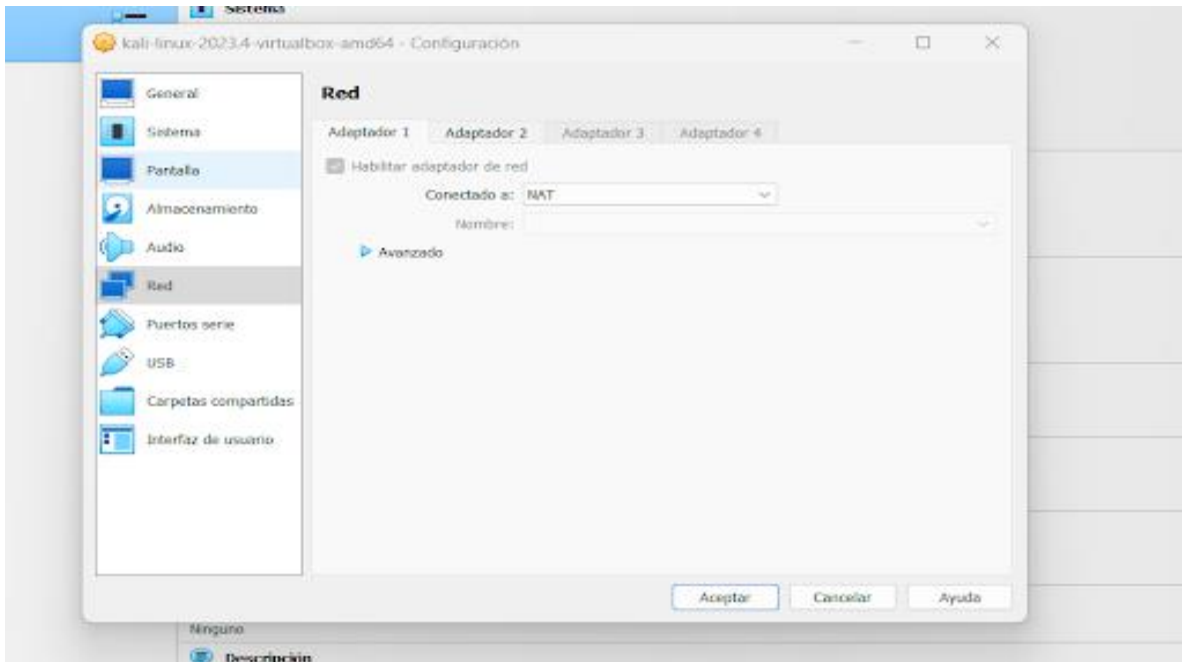 Sistema
kali-linux-2023.4-virtualbox-amd64 - Configuración
General
Sistema
Pantalla
Almacenamiento
Audio
Red
Puertos serie
USB
Carpetas compartidas
Interfaz de usuario
Red
Adaptador 1 Adaptador 2 Adaptador 3 Adaptador 4
Habilitar adaptador de red
Conectado a: NAT
Nombre:
Avanzado
Aceptar Cancelar Ayuda
Ninguno
Descripción